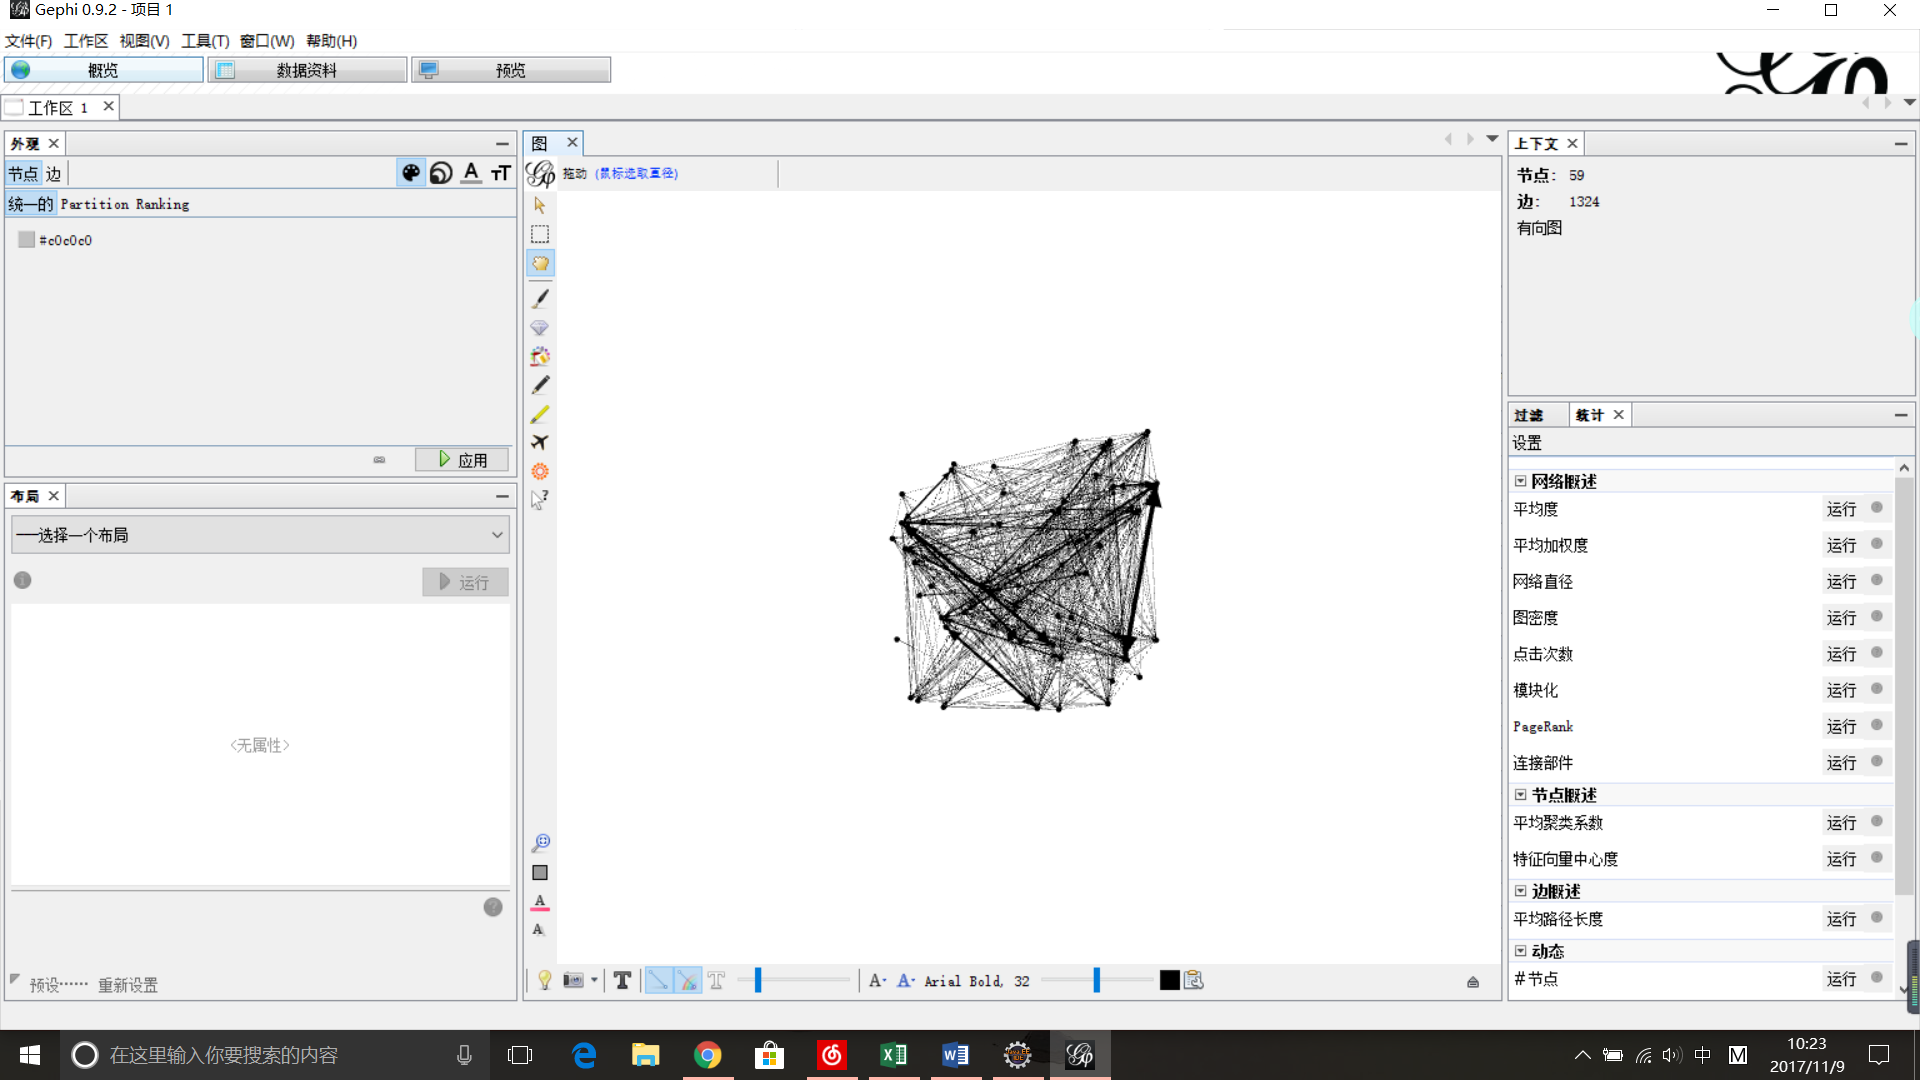 Gephi 0.9.2 - 项目 1
文件(F) 工作区 视图(V) 工具(T) 窗口(W) 帮助(H)
概览 数据资料 预览
工作区 1
外观
节点 边
统一的 Partition Ranking
#c0c0c0
应用
布局
---选择一个布局
运行
<无属性>
预设...... 重新设置
图
拖动 (鼠标选取直径)
Arial Bold, 32
上下文
节点: 59
边: 1324
有向图
过滤 统计
设置
网络概述
平均度 运行
平均加权度 运行
网络直径 运行
图密度 运行
点击次数 运行
模块化 运行
PageRank 运行
连接部件 运行
节点概述
平均聚类系数 运行
特征向量中心度 运行
边概述
平均路径长度 运行
动态
#节点 运行
在这里输入你要搜索的内容
中 M
10:23
2017/11/9